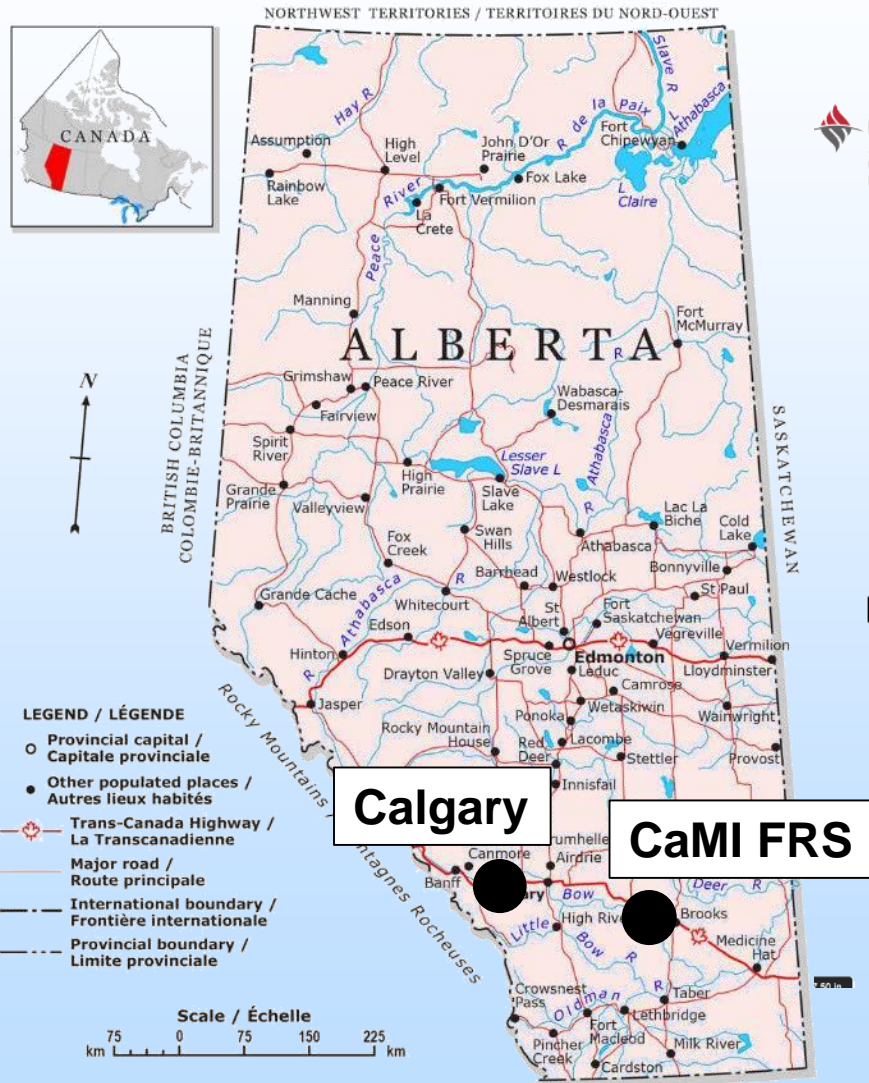 NORTHWEST TERRITORIES / TERRITOIRES DU NORD-OUEST
CANADA
Slave R
Hay R
R de la Paix
L Athabasca
Assumption
High
Level
John D'Or
Prairie
Fort
Chipewyan
Rainbow
Lake
Fox Lake
Peace River
Fort Vermilion
La
Crete
L
Claire
Manning
Fort
McMurray
ALBERTA
N
BRITISH COLUMBIA
COLOMBIE-BRITANNIQUE
SASKATCHEWAN
Grimshaw
Peace River
Fairview
Wabasca-
Desmarais
Athabasca R
Spirit
River
High
Prairie
Lesser
Slave L
Slave
Lake
Grande
Prairie
Valleyview
R
Lac La
Biche
Cold
Lake
Fox
Creek
Swan
Hills
Athabasca
Bonnyville
Barrhead
Westlock
St Paul
Grande Cache
Athabasca R
Whitecourt
St
Albert
Fort
Saskatchewan
Edson
Vegreville
Hinton
Spruce
Grove
Edmonton
Vermilion
Lloydminster
R
Drayton Valley
Leduc
Camrose
Jasper
Wetaskiwin
Wainwright
Ponoka
Rocky Mountain
House
Lacombe
Red
Deer
Stettler
Provost
Innisfail
Rocky Mountains /
ntagnes Rocheuses
LEGEND / LÉGENDE
Provincial capital /
Capitale provinciale
Other populated places /
Autres lieux habités
Trans-Canada Highway /
La Transcanadienne
Major road /
Route principale
International boundary /
Frontière internationale
Provincial boundary /
Limite provinciale
Calgary
CaMI FRS
rumhelle
Canmore
Airdrie
Banff
ry
Bow
Deer R
Little
Bow R
High Rive
Brooks
Medicine
Hat
Crowsnest
Pass
Oldman R
Taber
Lethbridge
Fort
Macleod
Pincher
Creek
Milk River
Cardston
7.50 in
Scale / Échelle
75 0 75 150 225
km km